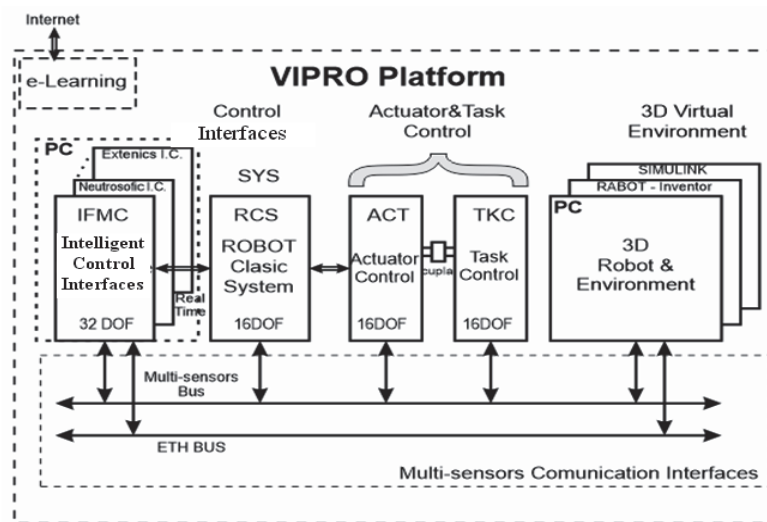 Internet
e-Learning
VIPRO Platform
Control
Interfaces
Actuator&Task
Control
3D Virtual
Environment
PC
Extenics I.C.
Neutrosofic I.C.
IFMC
Intelligent
Control
Interfaces
32 DOF
Real
Time
SYS
RCS
ROBOT
Clasic
System
16DOF
ACT
Actuator
Control
16DOF
cupla
TKC
Task
Control
16DOF
SIMULINK
RABOT - Inventor
PC
3D
Robot &
Environment
Multi-sensors
Bus
ETH BUS
Multi-sensors Comunication Interfaces